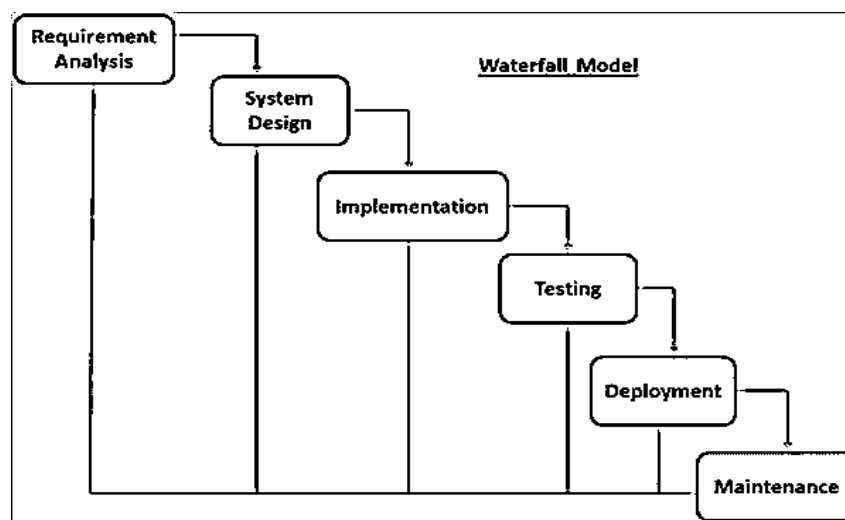 Requirement
Analysis
Waterfall Model
System
Design
Implementation
Testing
Deployment
Maintenance